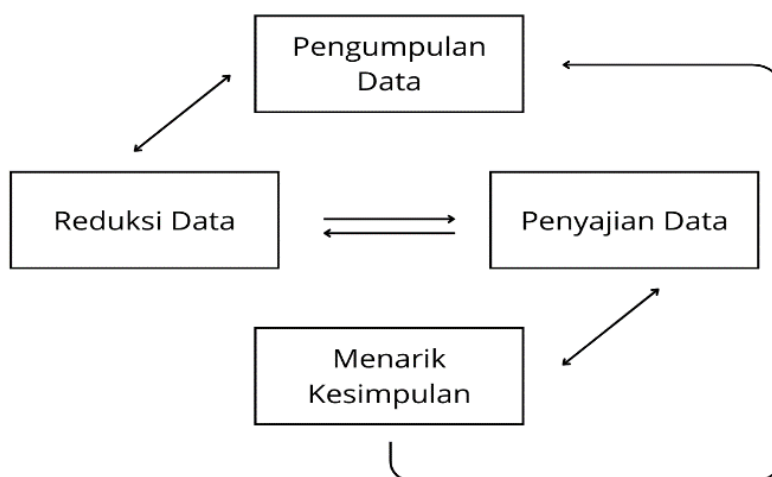 Pengumpulan
Data
Reduksi Data
Penyajian Data
Menarik
Kesimpulan